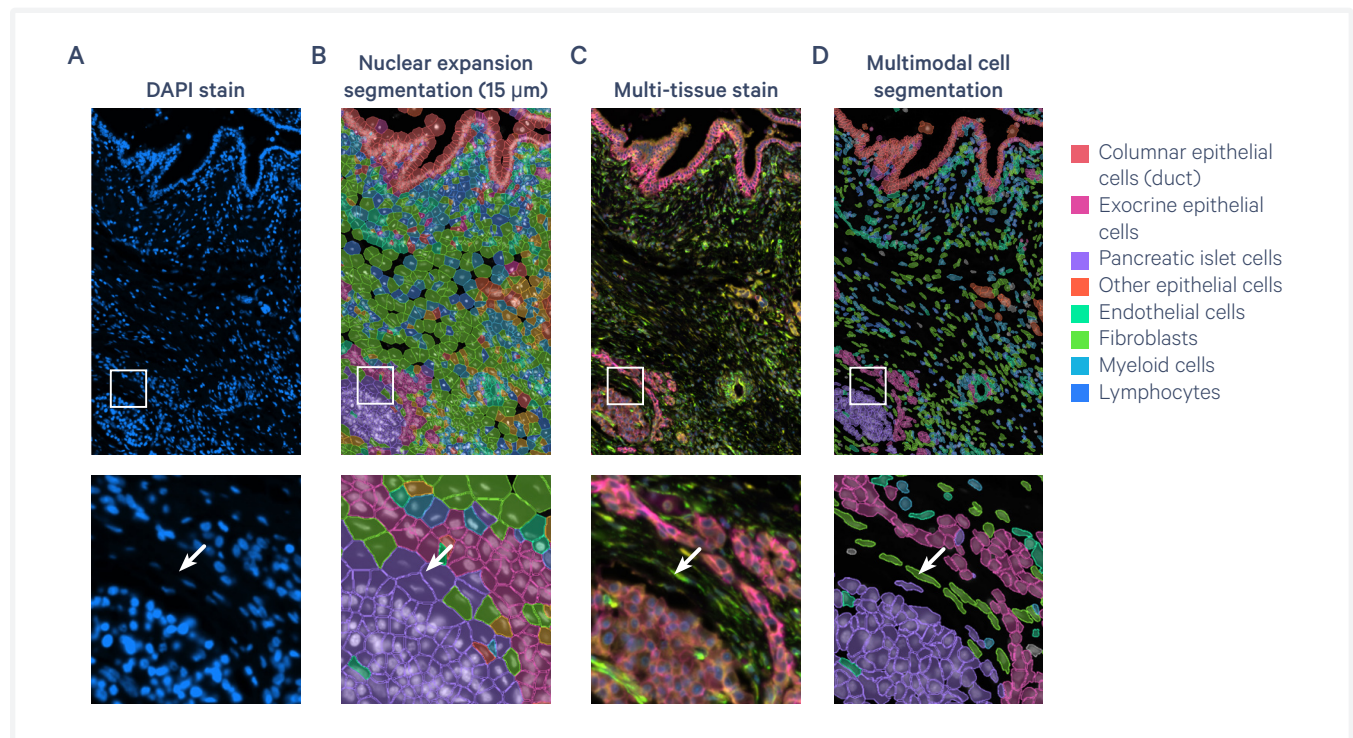 A
DAPI stain
B
Nuclear expansion
segmentation (15 μm)
C
Multi-tissue stain
D
Multimodal cell
segmentation
Columnar epithelial
cells (duct)
Exocrine epithelial
cells
Pancreatic islet cells
Other epithelial cells
Endothelial cells
Fibroblasts
Myeloid cells
Lymphocytes